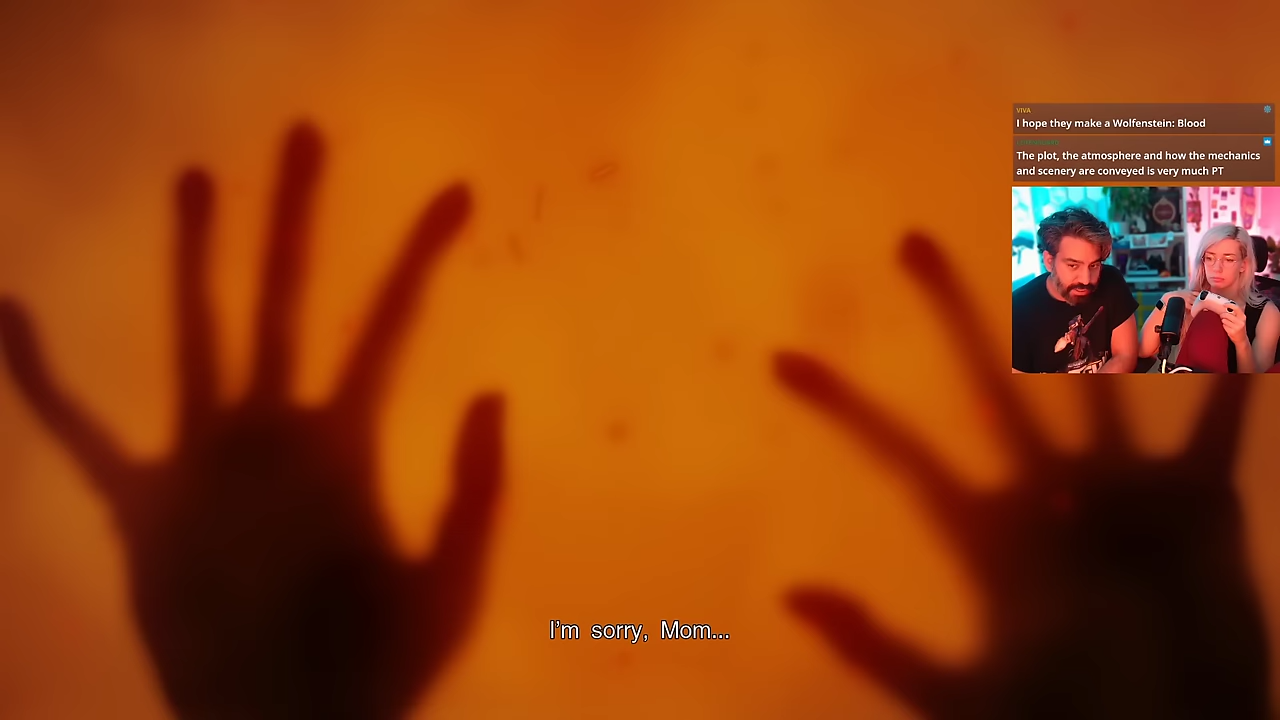 VIVA
I hope they make a Wolfenstein: Blood
The plot, the atmosphere and how the mechanics
and scenery are conveyed is very much PT
I'm sorry, Mom...